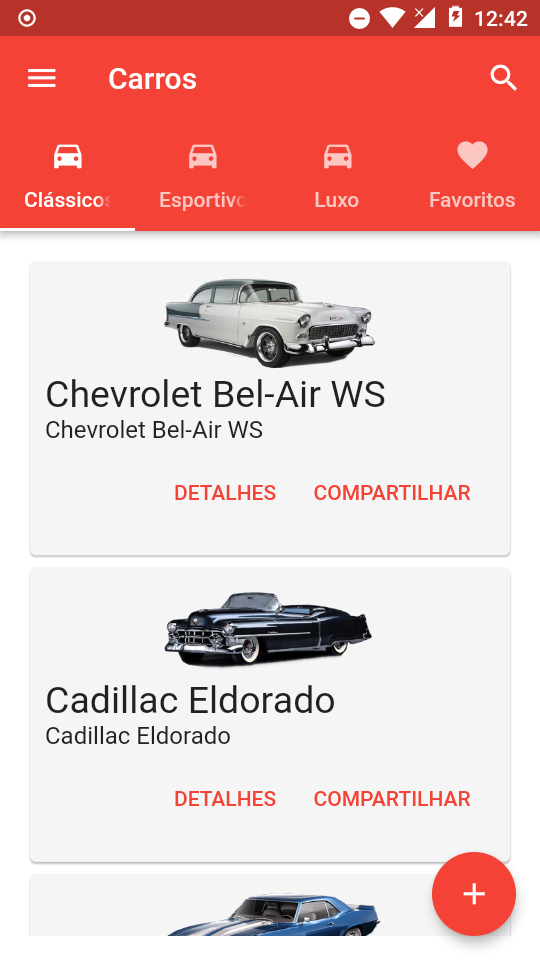 12:42
Carros
Clássicos Esportivo Luxo Favoritos
Chevrolet Bel-Air WS
Chevrolet Bel-Air WS
DETALHES COMPARTILHAR
Cadillac Eldorado
Cadillac Eldorado
DETALHES COMPARTILHAR